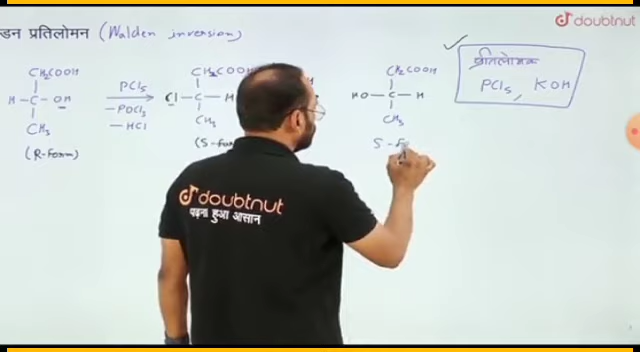 डन प्रतिलोमन (Walden inversion)
doubtnut
प्रतिलोमक
PCl5, KOH
CH2COOH
H-C-OH
CH3
(R-Form)
PCl5
-POCl3
-HCl
CH2COOH
Cl-C-H
CH3
(S-For
CH2COOH
HO-C-H
CH3
S-F
doubtnut
पढ़ना हुआ आसान